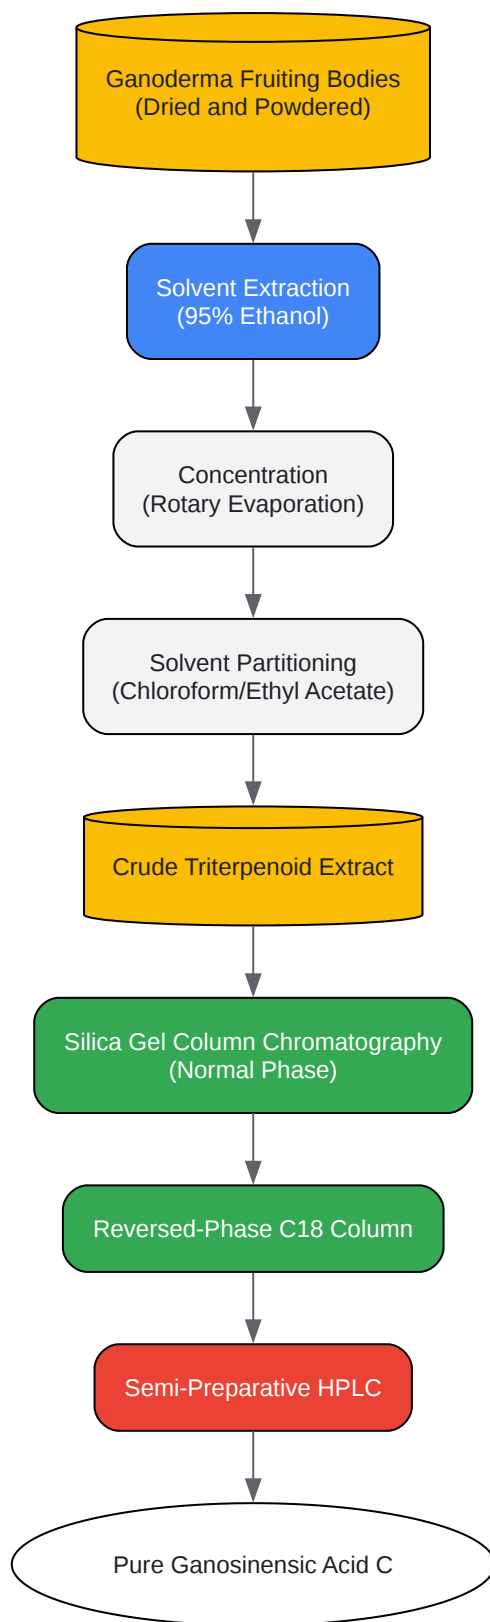 Ganoderma Fruiting Bodies
(Dried and Powdered)
Solvent Extraction
(95% Ethanol)
Concentration
(Rotary Evaporation)
Solvent Partitioning
(Chloroform/Ethyl Acetate)
Crude Triterpenoid Extract
Silica Gel Column Chromatography
(Normal Phase)
Reversed-Phase C18 Column
Semi-Preparative HPLC
Pure Ganosinensic Acid C